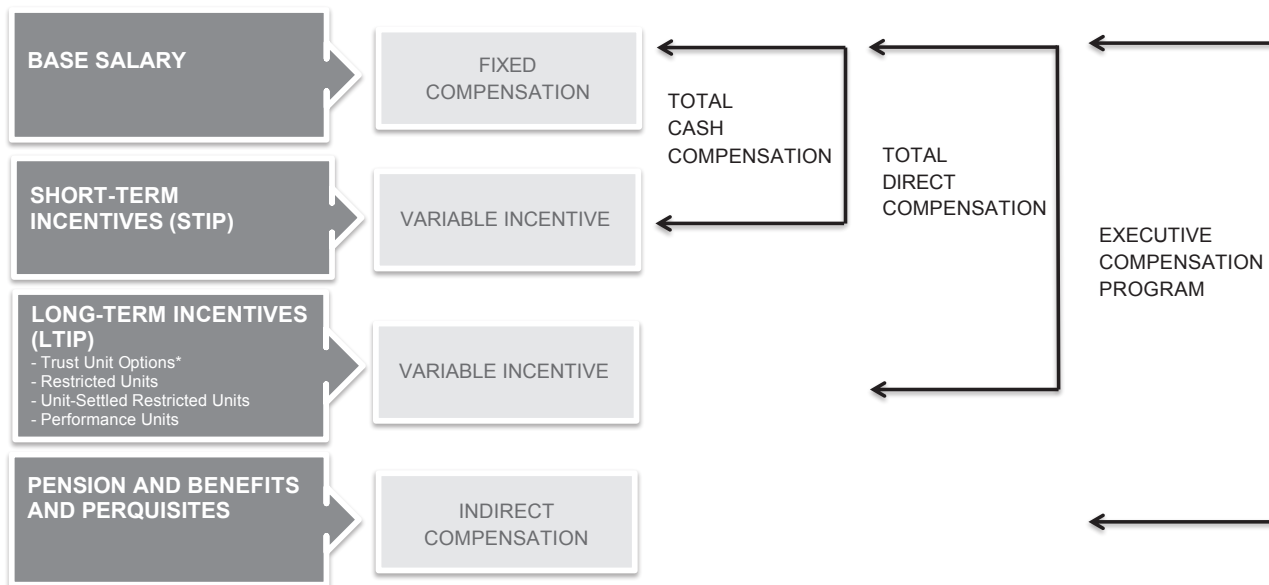 BASE SALARY
FIXED
COMPENSATION
SHORT-TERM
INCENTIVES (STIP)
VARIABLE INCENTIVE
LONG-TERM INCENTIVES
(LTIP)
- Trust Unit Options*
- Restricted Units
- Unit-Settled Restricted Units
- Performance Units
VARIABLE INCENTIVE
PENSION AND BENEFITS
AND PERQUISITES
INDIRECT
COMPENSATION
TOTAL
CASH
COMPENSATION
TOTAL
DIRECT
COMPENSATION
EXECUTIVE
COMPENSATION
PROGRAM